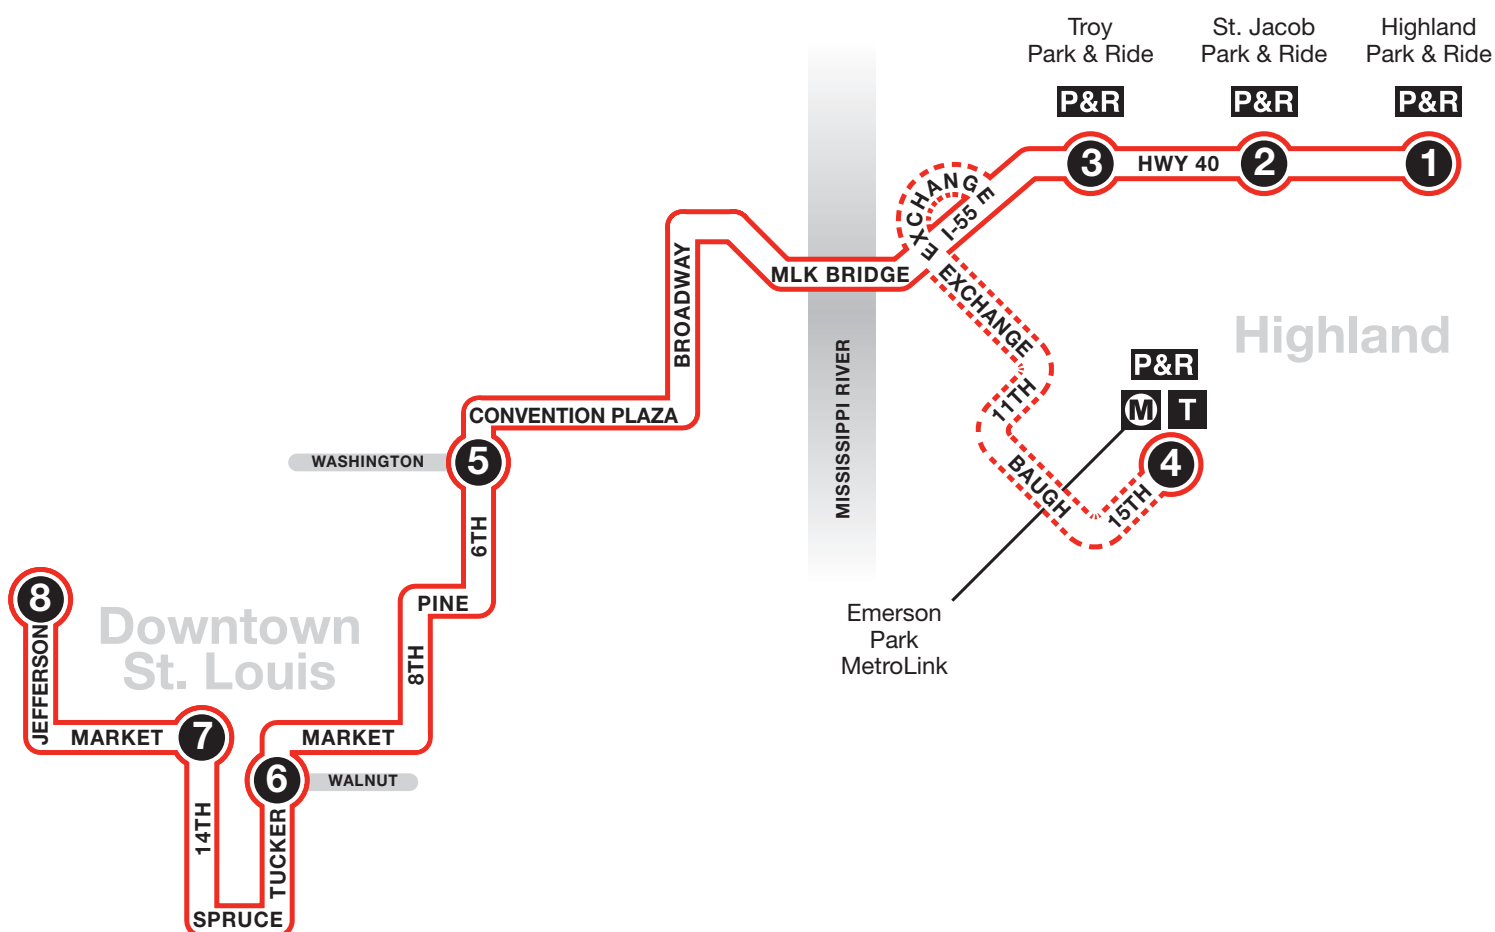 Troy
Park & Ride
St. Jacob
Park & Ride
Highland
Park & Ride
P&R
P&R
P&R
3
HWY 40
2
1
EXCHANGE
I-55
MLK BRIDGE
BROADWAY
EXCHANGE
Highland
MISSISSIPPI RIVER
P&R
M
T
11TH
CONVENTION PLAZA
WASHINGTON
5
4
BAUGH
15TH
6TH
Emerson
Park
MetroLink
8
PINE
Downtown
St. Louis
8TH
JEFFERSON
MARKET
7
MARKET
6
WALNUT
14TH
TUCKER
SPRUCE